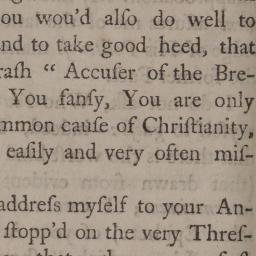 ou wou'd alſo do well to
nd to take good heed, that
raſh “ Accuſer of the Bre-
You fanſy, You are only
mmon cauſe of Chriſtianity,
eaſily and very often miſ-
addreſs myſelf to your An-
ſtopp'd on the very Threſ-